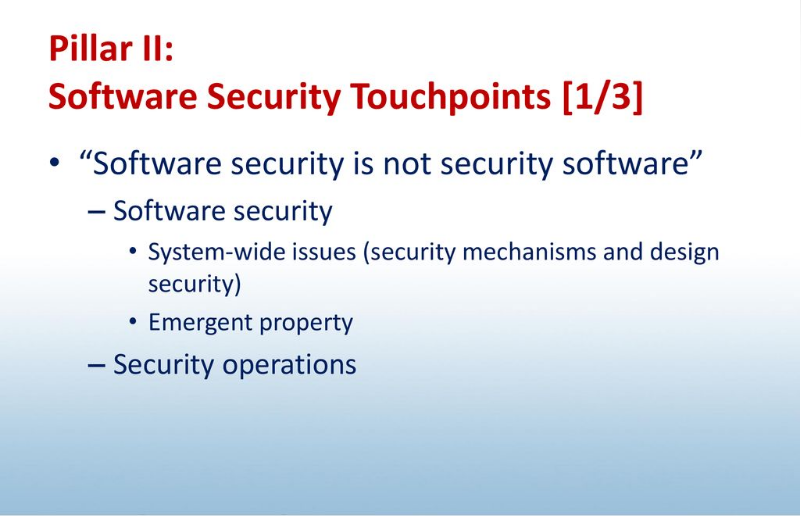 Pillar II:
Software Security Touchpoints [1/3]
• “Software security is not security software”
– Software security
• System-wide issues (security mechanisms and design
security)
• Emergent property
– Security operations